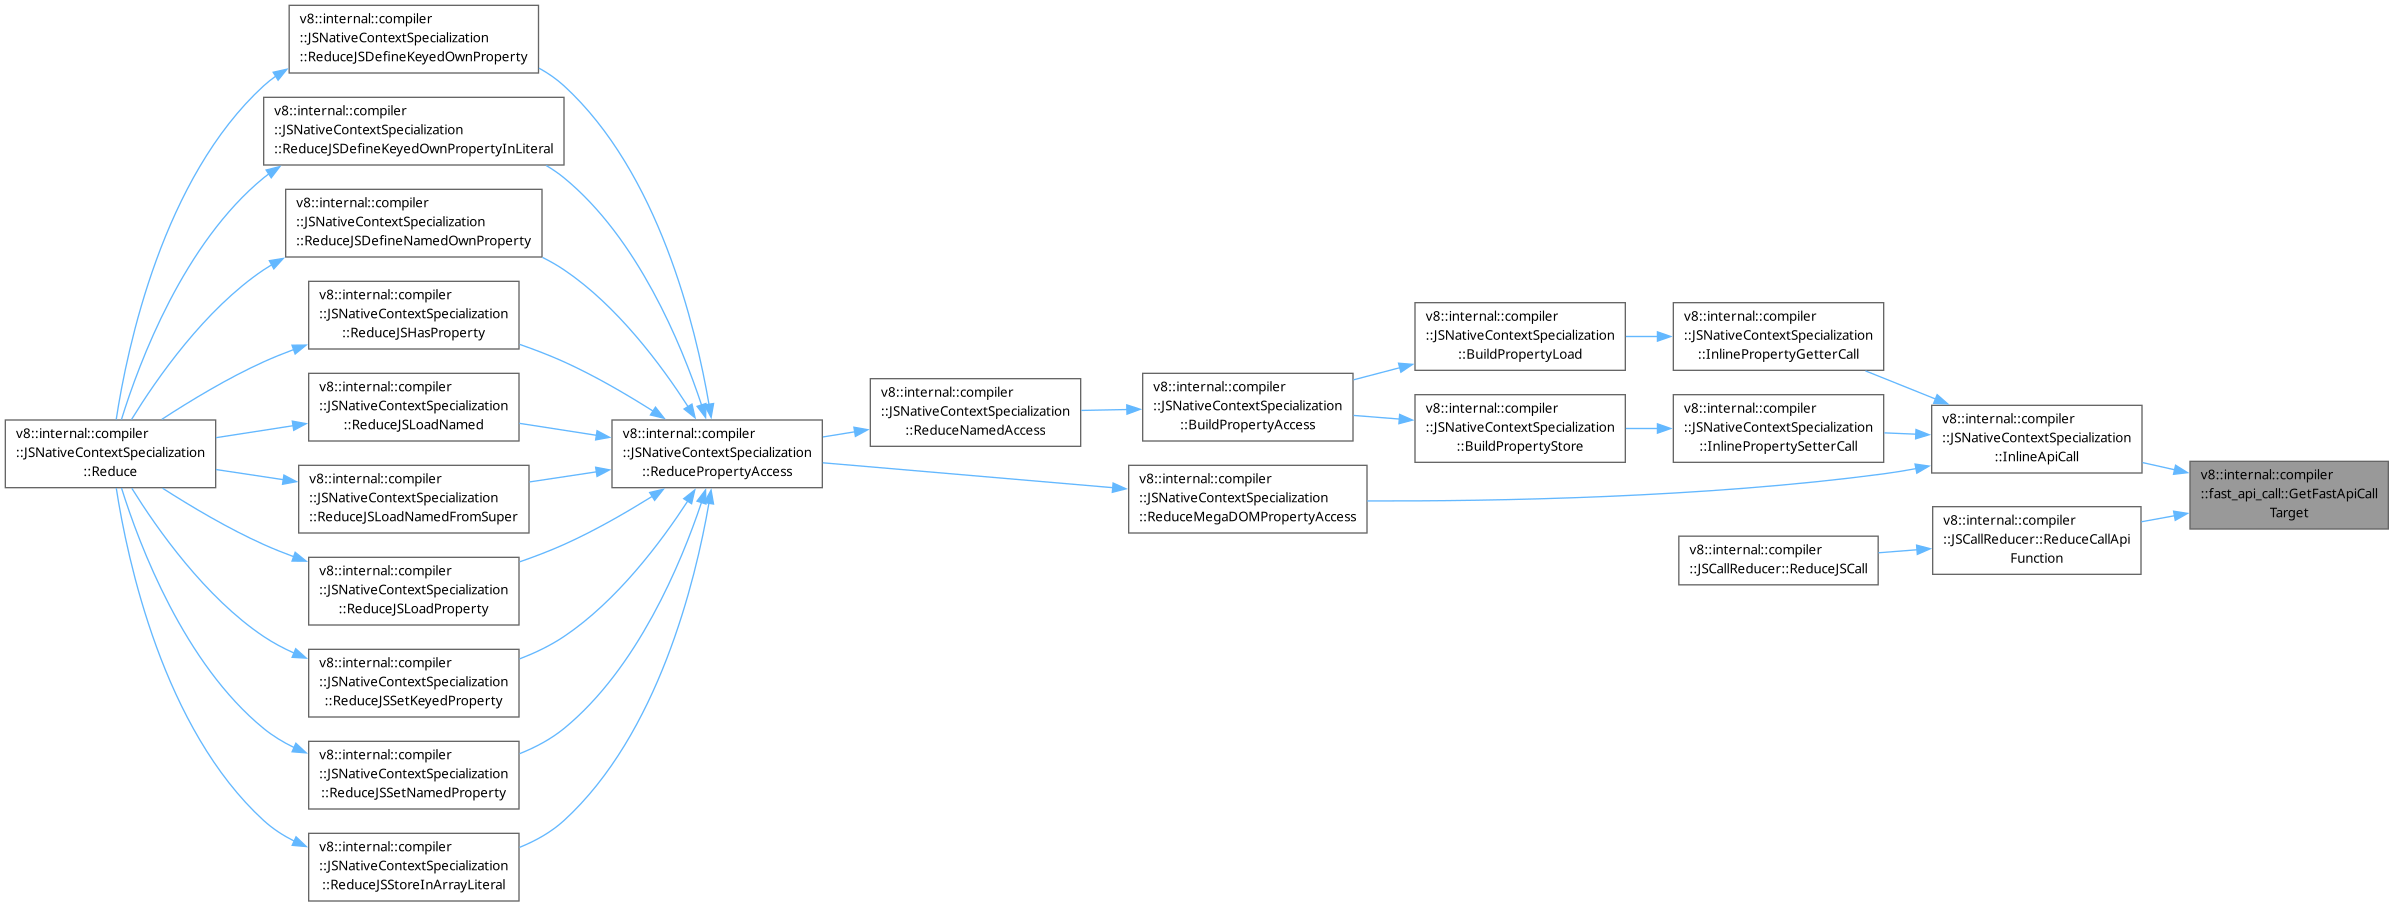 v8::internal::compiler
::JSNativeContextSpecialization
::ReduceJSDefineKeyedOwnProperty
v8::internal::compiler
::JSNativeContextSpecialization
::ReduceJSDefineKeyedOwnPropertyInLiteral
v8::internal::compiler
::JSNativeContextSpecialization
::ReduceJSDefineNamedOwnProperty
v8::internal::compiler
::JSNativeContextSpecialization
::ReduceJSHasProperty
v8::internal::compiler
::JSNativeContextSpecialization
::ReduceJSLoadNamed
v8::internal::compiler
::JSNativeContextSpecialization
::Reduce
v8::internal::compiler
::JSNativeContextSpecialization
::ReduceJSLoadNamedFromSuper
v8::internal::compiler
::JSNativeContextSpecialization
::ReduceJSLoadProperty
v8::internal::compiler
::JSNativeContextSpecialization
::ReduceJSSetKeyedProperty
v8::internal::compiler
::JSNativeContextSpecialization
::ReduceJSSetNamedProperty
v8::internal::compiler
::JSNativeContextSpecialization
::ReduceJSStoreInArrayLiteral
v8::internal::compiler
::JSNativeContextSpecialization
::ReducePropertyAccess
v8::internal::compiler
::JSNativeContextSpecialization
::ReduceNamedAccess
v8::internal::compiler
::JSNativeContextSpecialization
::BuildPropertyAccess
v8::internal::compiler
::JSNativeContextSpecialization
::ReduceMegaDOMPropertyAccess
v8::internal::compiler
::JSNativeContextSpecialization
::BuildPropertyLoad
v8::internal::compiler
::JSNativeContextSpecialization
::BuildPropertyStore
v8::internal::compiler
::JSNativeContextSpecialization
::InlinePropertyGetterCall
v8::internal::compiler
::JSNativeContextSpecialization
::InlinePropertySetterCall
v8::internal::compiler
::JSCallReducer::ReduceJSCall
v8::internal::compiler
::JSNativeContextSpecialization
::InlineApiCall
v8::internal::compiler
::JSCallReducer::ReduceCallApi
Function
v8::internal::compiler
::fast_api_call::GetFastApiCall
Target